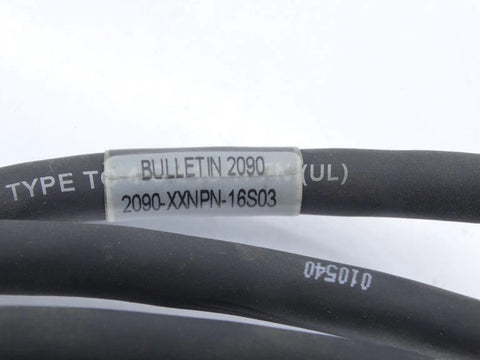 BULLETIN 2090
TYPE (UL)
2090-XXNPN-16S03
010540